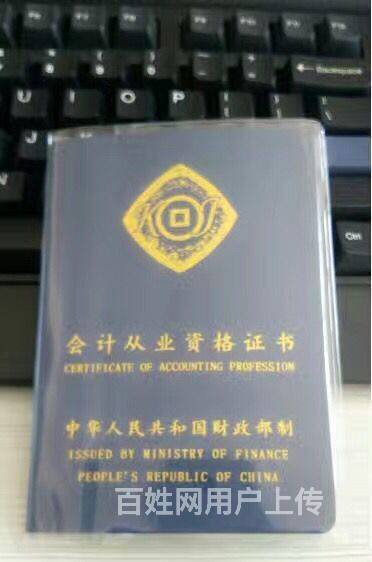 Backspace
U
I
O
P
J
Ctrl
会计从业资格证书
CERTIFICATE OF ACCOUNTING PROFESSION
中华人民共和国财政部制
ISSUED BY MINISTRY OF FINANCE
PEOPLE'S REPUBLIC OF CHINA
百姓网用户上传